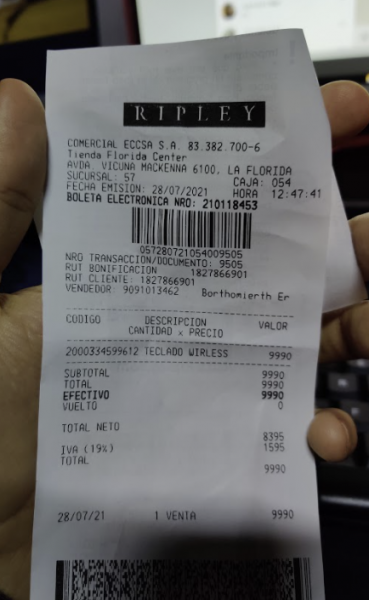 RIPLEY
COMERCIAL ECCSA S.A. 83.382.700-6
Tienda Florida Center
AVDA. VICUNA MACKENNA 6100, LA FLORIDA
SUCURSAL: 57 CAJA: 054
FECHA EMISION: 28/07/2021 HORA 12:47:41
BOLETA ELECTRONICA NRO: 210118453
057280721054009505
NRO TRANSACCION/DOCUMENTO: 9505
RUT BONIFICACION 1827866901
RUT CLIENTE: 1827866901
VENDEDOR 9091013462 Borthomierth Er
CODIGO DESCRIPCION VALOR
CANTIDAD x PRECIO
2000334599612 TECLADO WIRLESS 9990
SUBTOTAL 9990
TOTAL 9990
EFECTIVO 9990
VUELTO 0
TOTAL NETO 8395
IVA (19%) 1595
TOTAL 9990
28/07/21 1 VENTA 9990